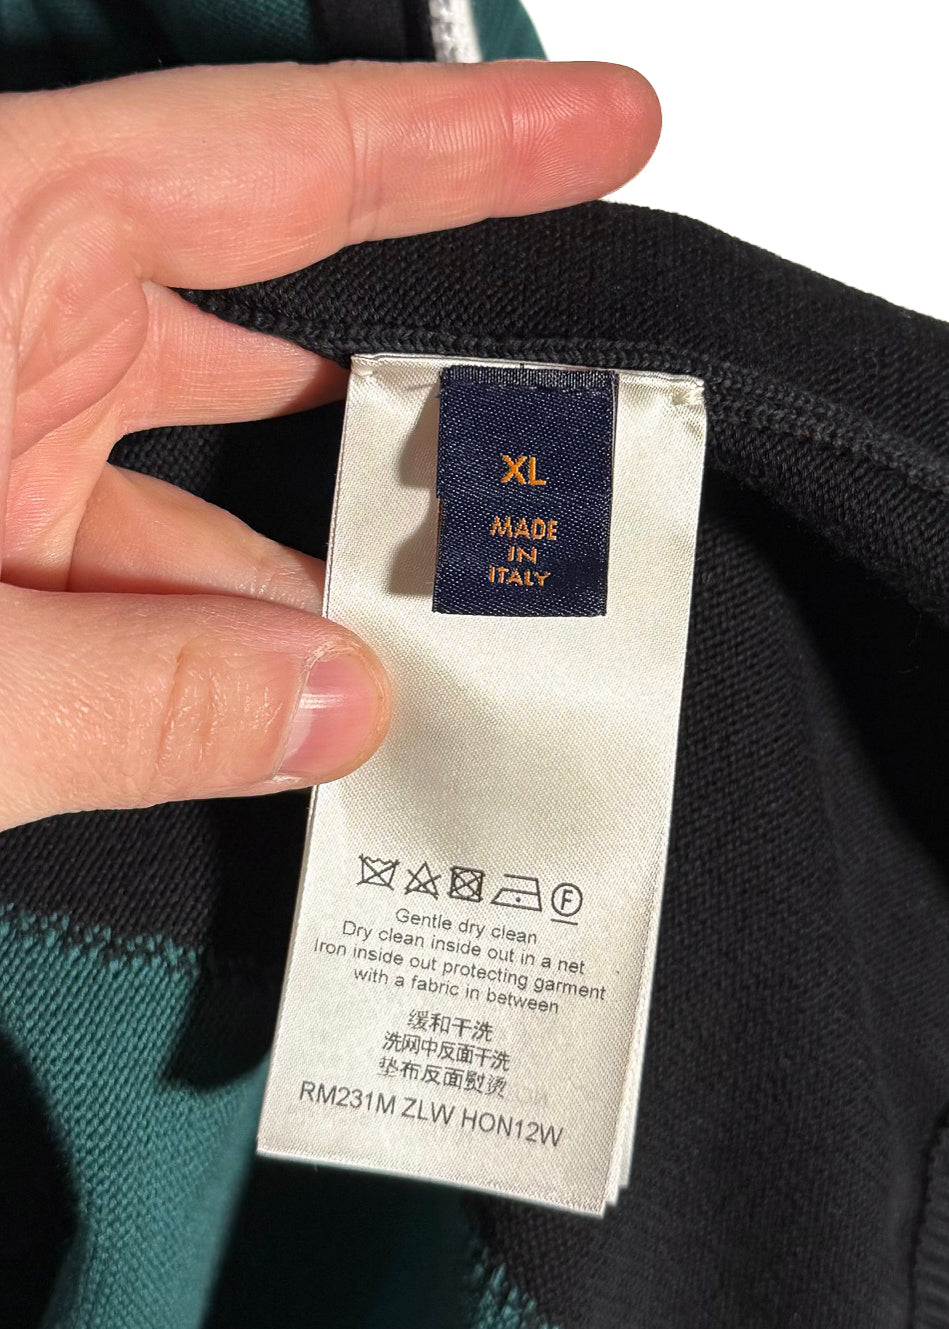 XL
MADE
IN
ITALY
F
Gentle dry clean
Dry clean inside out in a net
Iron inside out protecting garment
with a fabric in between
缓和干洗
洗网中反面干洗
垫布反面熨烫
RM231M ZLW HON12W